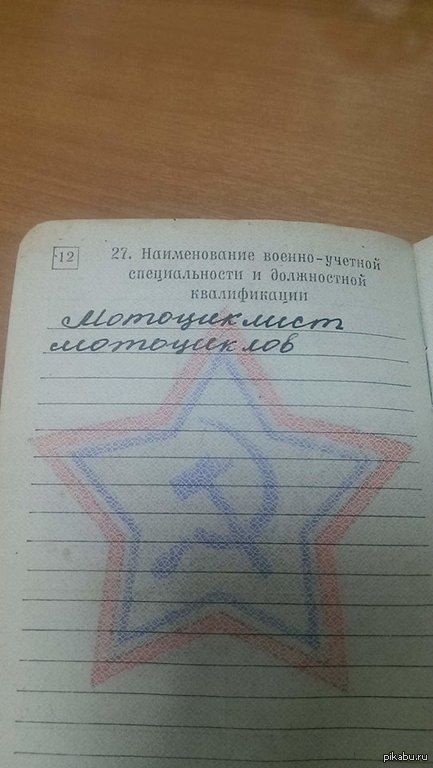 12
27. Наименование военно-учетной
специальности и должностной
квалификации
Мотоциклист
мотоциклов
pikabu.ru